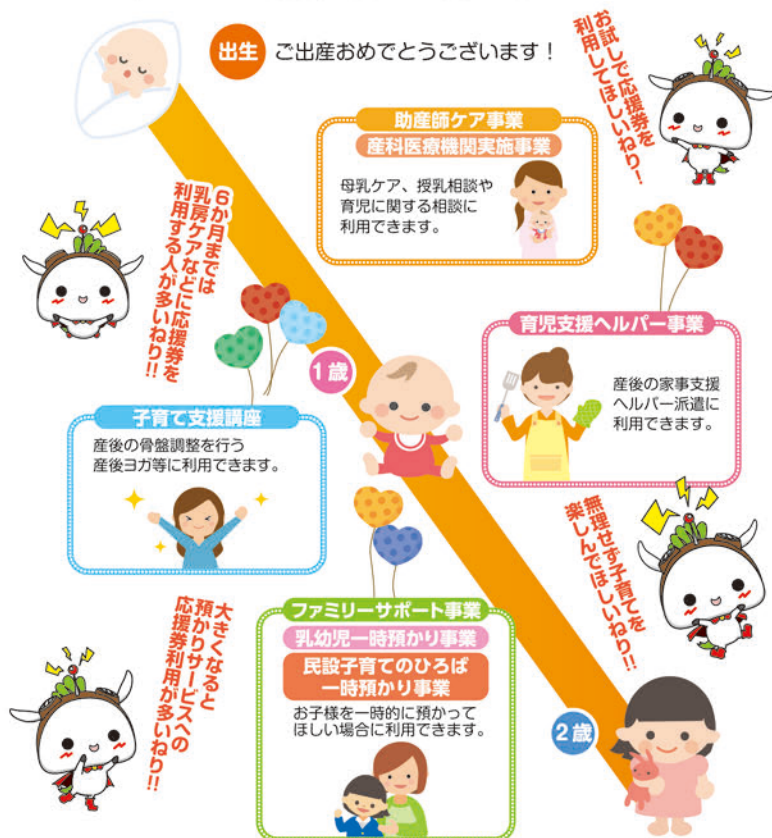 出生 ご出産おめでとうございます！
お試しで応援券を
利用してほしいねり！
助産師ケア事業
産科医療機関実施事業
母乳ケア、授乳相談や
育児に関する相談に
利用できます。
6か月までは
乳房ケアなどに応援券を
利用する人が多いねり!!
育児支援ヘルパー事業
産後の家事支援
ヘルパー派遣に
利用できます。
1歳
子育て支援講座
産後の骨盤調整を行う
産後ヨガ等に利用できます。
無理せず子育てを
楽しんでほしいねり!!
大きくなると
預かりサービスへの
応援券利用が多いねり!!
ファミリーサポート事業
乳幼児一時預かり事業
民設子育てのひろば
一時預かり事業
お子様を一時的に預かって
ほしい場合に利用できます。
2歳